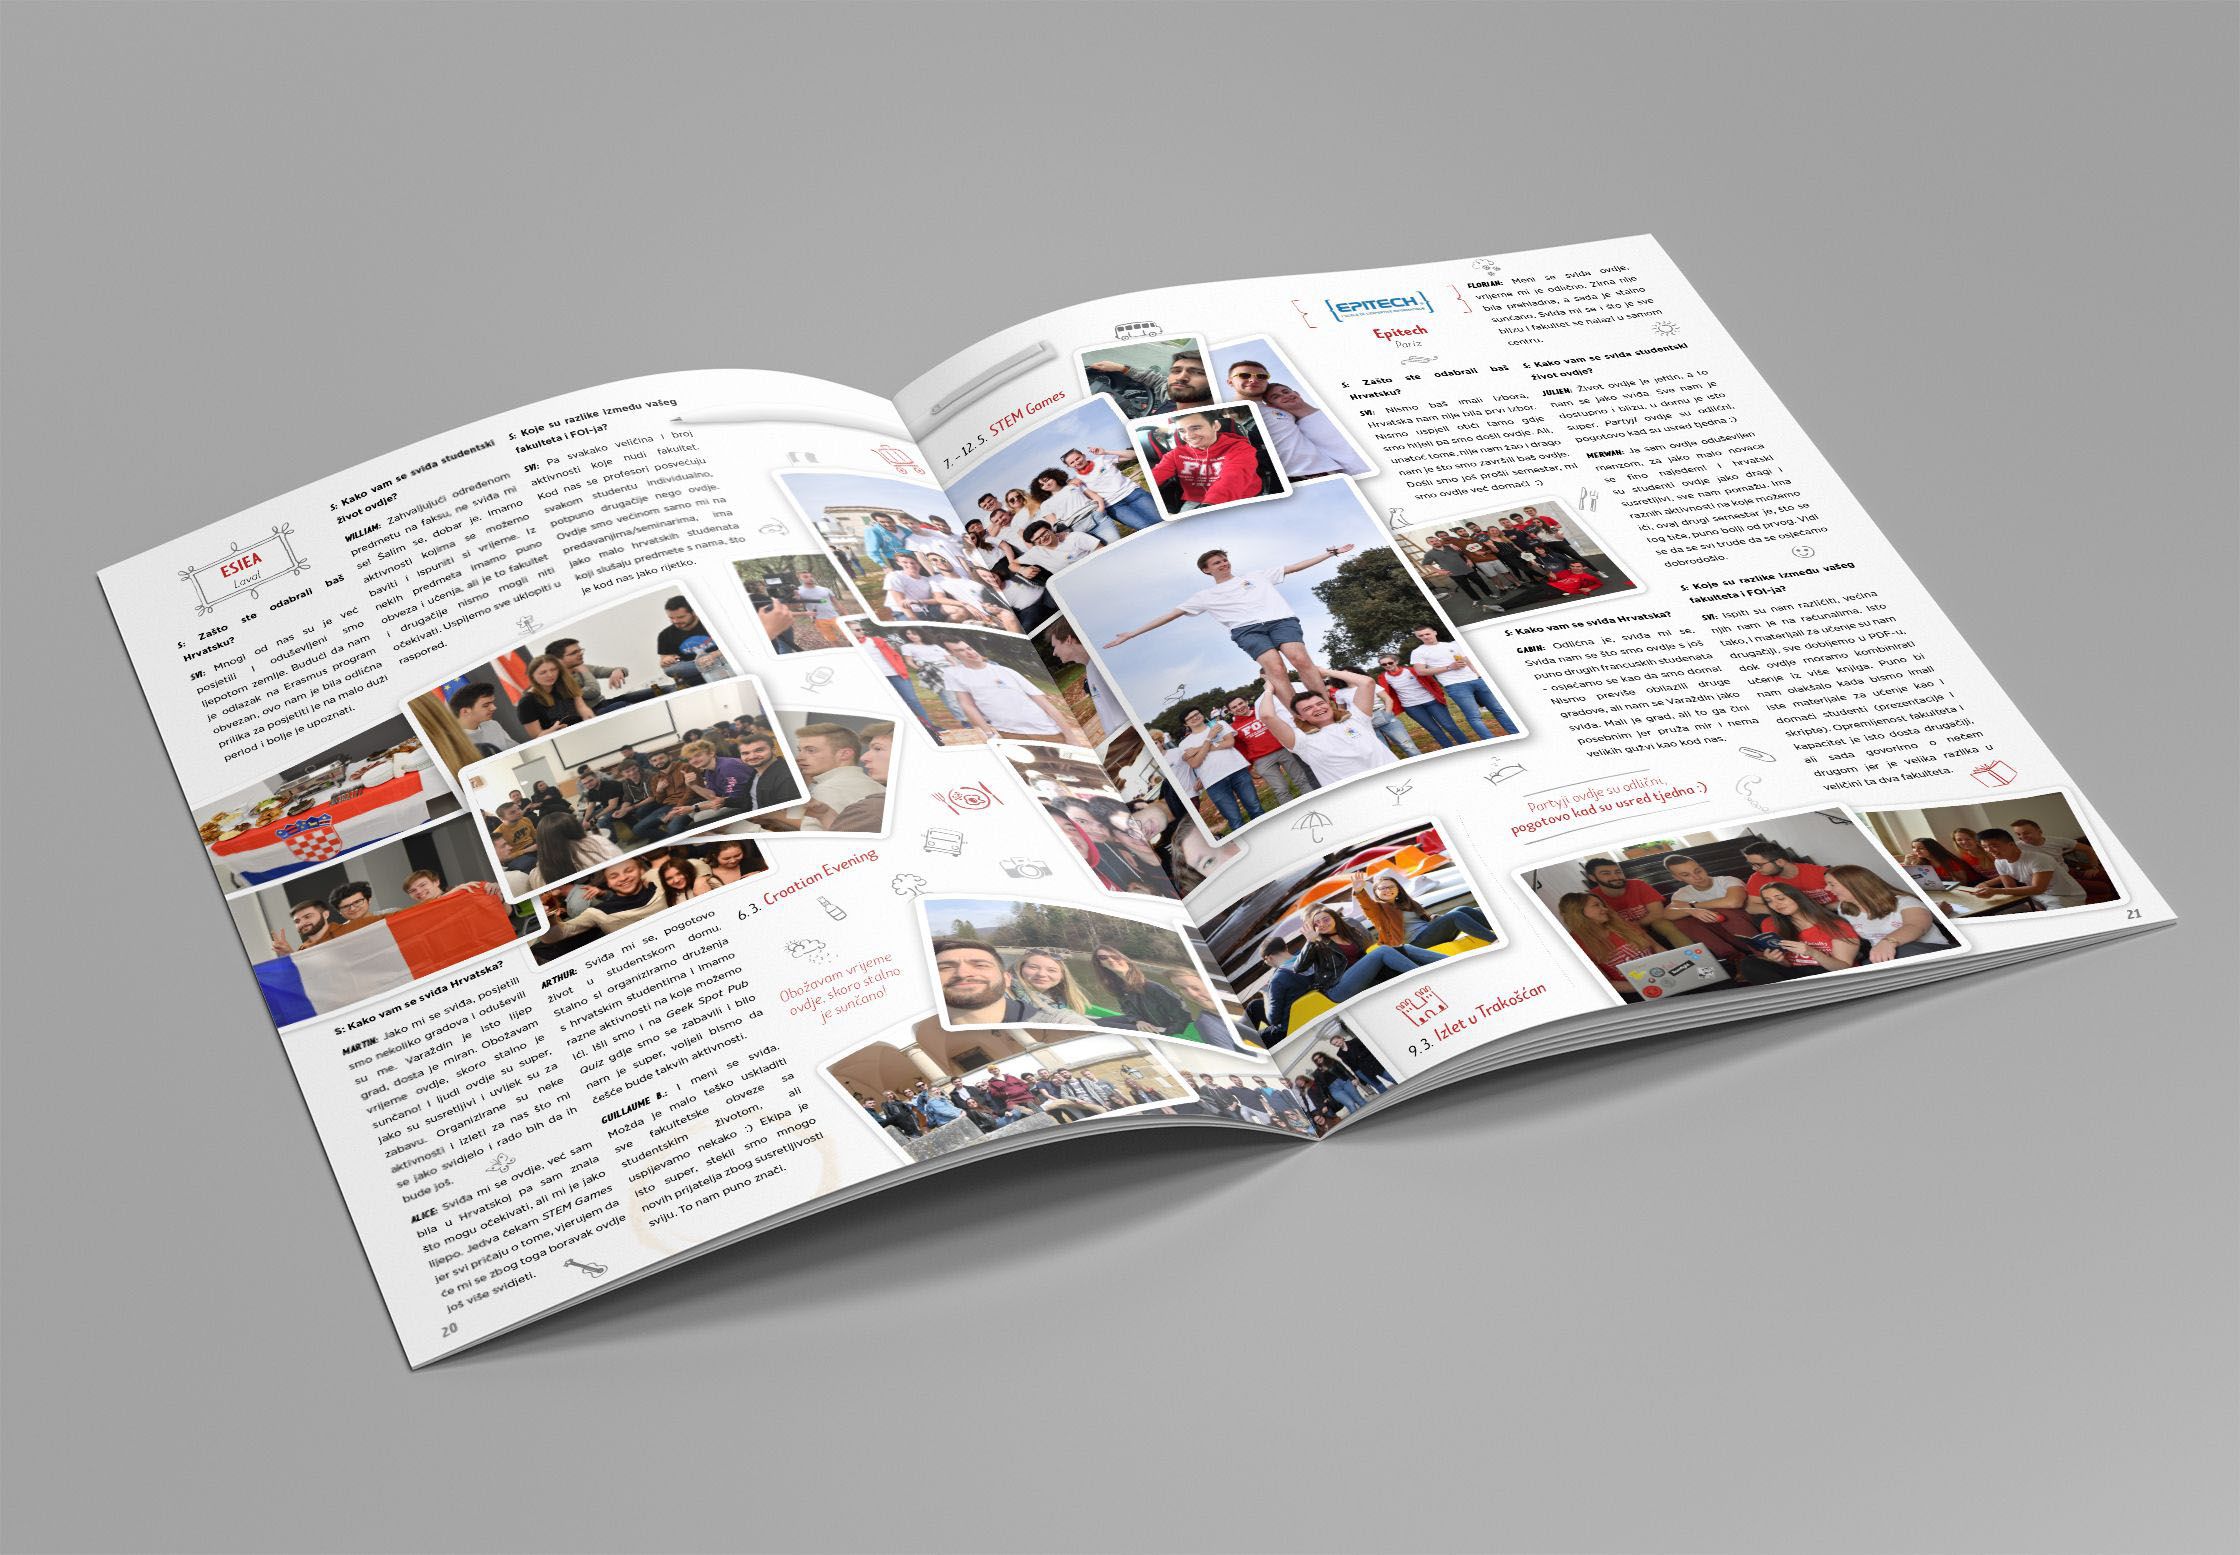 ESIEA
Laval
S: Zašto ste odabrali baš
Hrvatsku?
SVI: Mnogi od nas su je već
posjetili i oduševljeni smo
ljepotom zemlje. Budući da nam
je odlazak na Erasmus program
obvezan, ovo nam je bila odlična
prilika za posjetiti je na malo duži
period i bolje je upoznati.
S: Kako vam se sviđa studentski
život ovdje?
WILLIAM: Zahvaljujući određenom
predmetu na faksu, ne sviđa mi
se! Šalim se, dobar je. Imamo
aktivnosti kojima se možemo
baviti i ispuniti si vrijeme. Iz
nekih predmeta imamo puno
obveza i učenja, ali je to fakultet
i drugačije nismo mogli niti
očekivati. Uspijemo sve uklopiti u
raspored.
S: Koje su razlike između vašeg
fakulteta i FOI-ja?
SVI: Pa svakako veličina i broj
aktivnosti koje nudi fakultet.
Kod nas se profesori posvećuju
svakom studentu individualno,
potpuno drugačije nego ovdje.
Ovdje smo većinom samo mi na
predavanjima/seminarima, ima
jako malo hrvatskih studenata
koji slušaju predmete s nama, što
je kod nas jako rijetko.
S: Kako vam se sviđa Hrvatska?
MARTIN: Jako mi se sviđa, posjetili
smo nekoliko gradova i oduševili
su me. Varaždin je isto lijep
grad, dosta je miran. Obožavam
vrijeme ovdje, skoro stalno je
sunčano! I ljudi ovdje su super,
jako su susretljivi i uvijek su za
zabavu. Organizirane su neke
aktivnosti i izleti za nas što mi
se jako svidjelo i rado bih da ih
bude još.
ALICE: Sviđa mi se ovdje, već sam
bila u Hrvatskoj pa sam znala
što mogu očekivati, ali mi je jako
lijepo. Jedva čekam STEM Games
jer svi pričaju o tome, vjerujem da
će mi se zbog toga boravak ovdje
još više svidjeti.
ARTHUR: Sviđa mi se, pogotovo
život u studentskom domu.
Stalno si organiziramo druženja
s hrvatskim studentima i imamo
razne aktivnosti na koje možemo
ići. Išli smo i na Geek Spot Pub
Quiz gdje smo se zabavili i bilo
nam je super, voljeli bismo da
češće bude takvih aktivnosti.
GUILLAUME B.: I meni se sviđa.
Možda je malo teško uskladiti
sve fakultetske obveze sa
studentskim životom, ali
uspijevamo nekako :) Ekipa je
isto super, stekli smo mnogo
novih prijatelja zbog susretljivosti
sviju. To nam puno znači.
6.3. Croatian Evening
Obožavam vrijeme
ovdje, skoro stalno
je sunčano!
20
7. - 12. 5. STEM Games
FOI
[EPITECH.]
Epitech
Pariz
S: Zašto ste odabrali baš
Hrvatsku?
SVI: Nismo baš imali izbora,
Hrvatska nam nije bila prvi izbor.
Nismo uspjeli otići tamo gdje
smo htjeli pa smo došli ovdje. Ali,
unatoč tome, nije nam žao i drago
nam je što smo završili baš ovdje.
Došli smo još prošli semestar, mi
smo ovdje već domaći :)
S: Kako vam se sviđa Hrvatska?
GABIN: Odlična je, sviđa mi se.
Sviđa nam se što smo ovdje s još
puno drugih francuskih studenata
- osjećamo se kao da smo doma!
Nismo previše obilazili druge
gradove, ali nam se Varaždin jako
sviđa. Mali je grad, ali to ga čini
posebnim jer pruža mir i nema
velikih gužvi kao kod nas.
FLORIAN: Meni se sviđa ovdje,
vrijeme mi je odlično. Zima nije
bila prehladna, a sada je stalno
sunčano. Sviđa mi se i što je sve
blizu i fakultet se nalazi u samom
centru.
S: Kako vam se sviđa studentski
život ovdje?
JULIEN: Život ovdje je jeftin, a to
nam se jako sviđa. Sve nam je
dostupno i blizu, u domu je isto
super. Partyji ovdje su odlični,
pogotovo kad su usred tjedna :)
MERWAN: Ja sam ovdje oduševljen
menzom, za jako malo novaca
se fino najedem! I hrvatski
su studenti ovdje jako dragi i
susretljivi, sve nam pomažu. Ima
raznih aktivnosti na koje možemo
ići, ovaj drugi semestar je, što se
tog tiče, puno bolji od prvog. Vidi
se da se svi trude da se osjećamo
dobrodošlo.
S: Koje su razlike između vašeg
fakulteta i FOI-ja?
SVI: Ispiti su nam različiti, većina
njih nam je na računalima. Isto
tako, i materijali za učenje su nam
drugačiji, sve dobijemo u PDF-u,
dok ovdje moramo kombinirati
učenje iz više knjiga. Puno bi
nam olakšalo kada bismo imali
iste materijale za učenje kao i
domaći studenti (prezentacije i
skripte). Opremljenost fakulteta i
kapacitet je isto dosta drugačiji,
ali sada govorimo o nečem
drugom jer je velika razlika u
veličini ta dva fakulteta.
Partyji ovdje su odlični,
pogotovo kad su usred tjedna :)
9.3. Izlet u Trakošćan
21